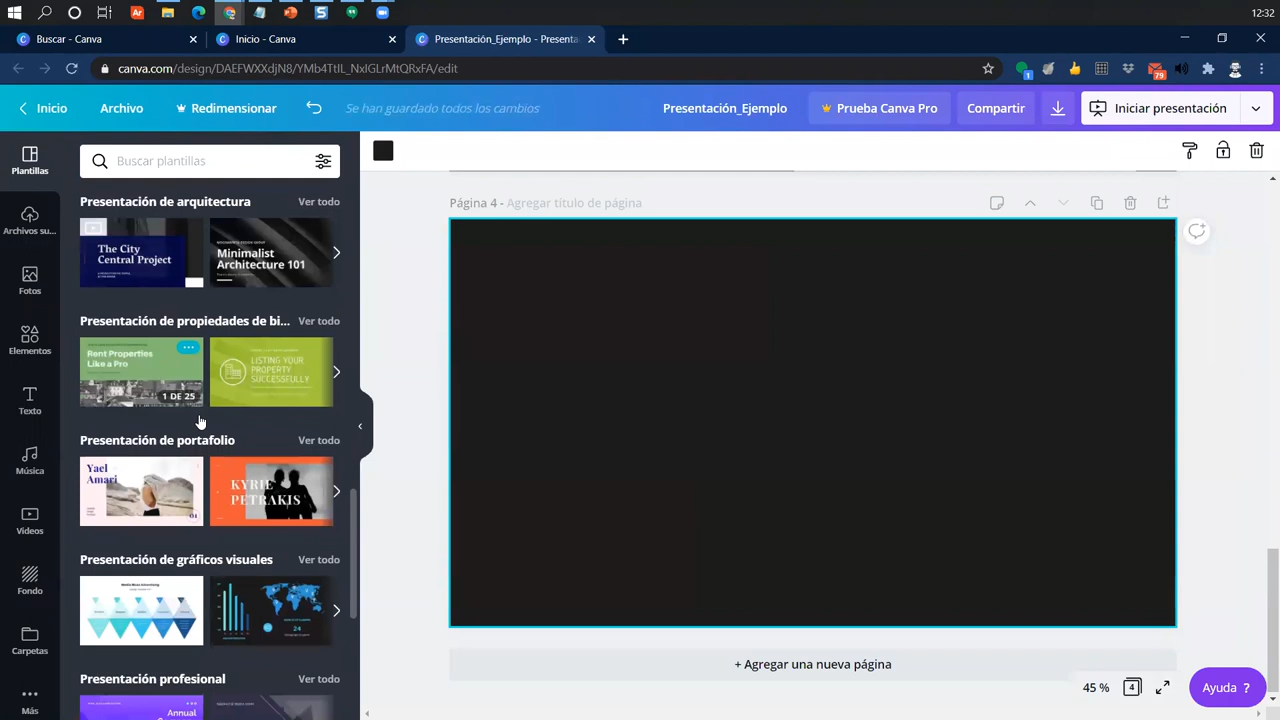 12:32
Buscar - Canva
Inicio - Canva
Presentación_Ejemplo - Presenta
canva.com/design/DAEFWXXdjN8/YMb4TtIL_NxIGLrMtQRxFA/edit
1
79
Inicio
Archivo
Redimensionar
Se han guardado todos los cambios
Presentación_Ejemplo
Prueba Canva Pro
Compartir
Iniciar presentación
Plantillas
Archivos su...
Fotos
Elementos
Texto
Música
Videos
Fondo
Carpetas
Más
Buscar plantillas
Presentación de arquitectura
Ver todo
The City
Central Project
Minimalist
Architecture 101
Presentación de propiedades de bi...
Ver todo
Rent Properties
Like a Pro
1 DE 25
LISTING YOUR
PROPERTY
SUCCESSFULLY
Presentación de portafolio
Ver todo
Yael
Amari
KYRIE
PETRAKIS
Presentación de gráficos visuales
Ver todo
24
Presentación profesional
Ver todo
Annual
Página 4 - Agregar título de página
+ Agregar una nueva página
45 %
4
Ayuda ?